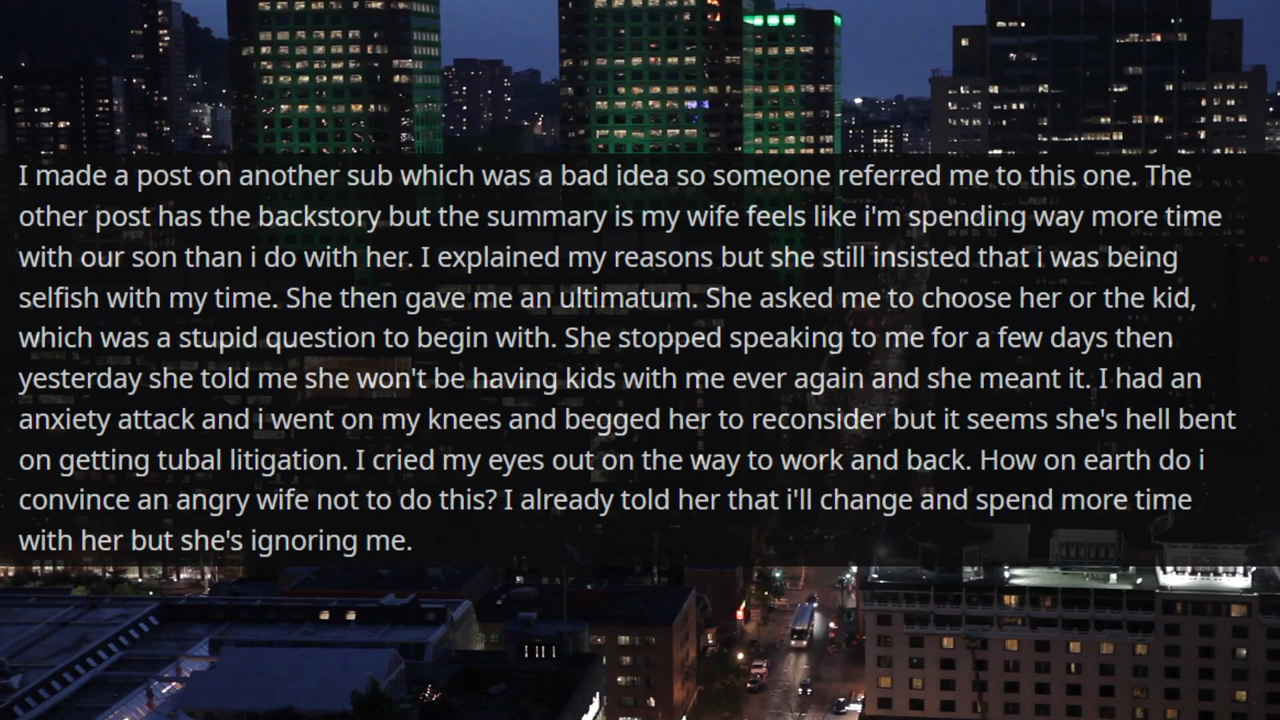 I made a post on another sub which was a bad idea so someone referred me to this one. The
other post has the backstory but the summary is my wife feels like i'm spending way more time
with our son than i do with her. I explained my reasons but she still insisted that i was being
selfish with my time. She then gave me an ultimatum. She asked me to choose her or the kid,
which was a stupid question to begin with. She stopped speaking to me for a few days then
yesterday she told me she won't be having kids with me ever again and she meant it. I had an
anxiety attack and i went on my knees and begged her to reconsider but it seems she's hell bent
on getting tubal litigation. I cried my eyes out on the way to work and back. How on earth do i
convince an angry wife not to do this? I already told her that i'll change and spend more time
with her but she's ignoring me.